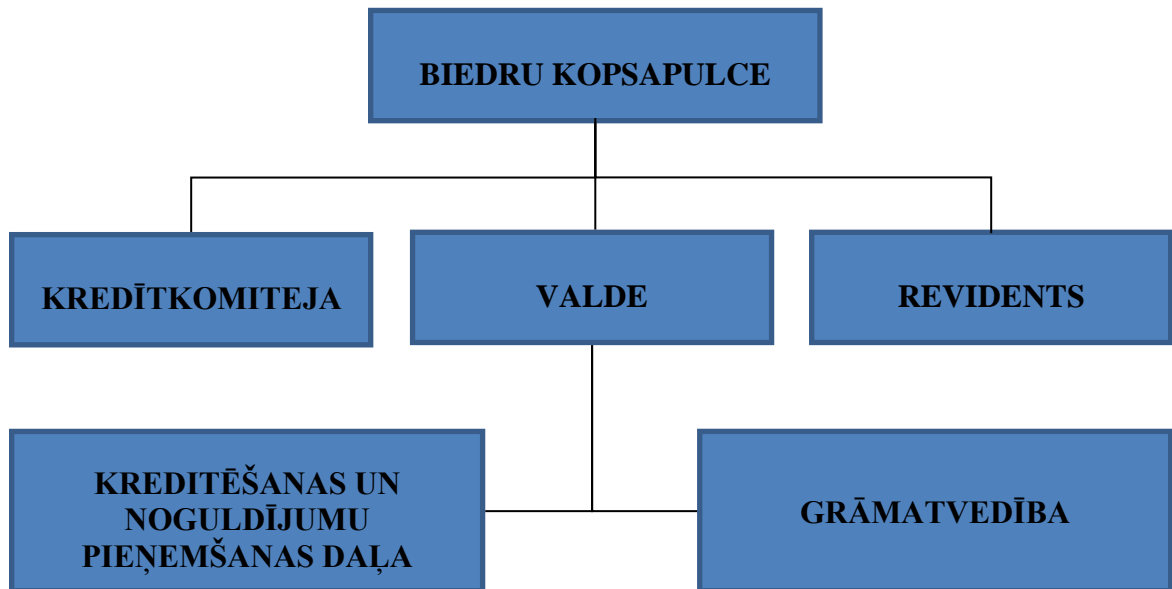 BIEDRU KOPSAPULCE
KREDĪTKOMITEJA
VALDE
REVIDENTS
KREDITĒŠANAS UN
NOGULDĪJUMU
PIEŅEMŠANAS DAĻA
GRĀMATVEDĪBA